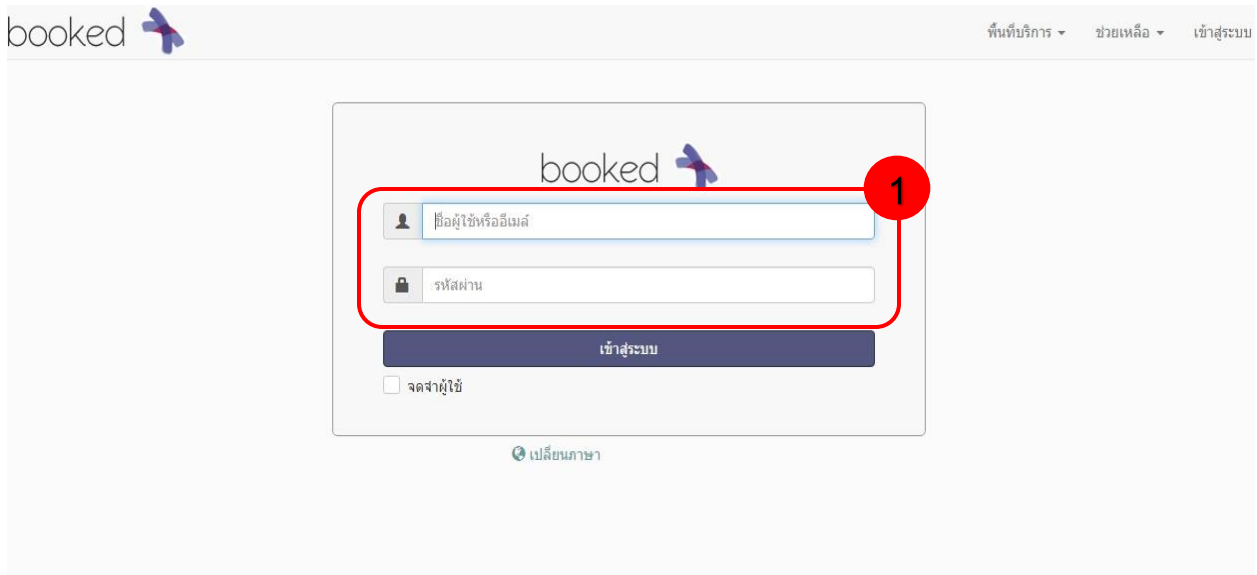 booked
พื้นที่บริการ ช่วยเหลือ เข้าสู่ระบบ
booked
1
ชื่อผู้ใช้หรืออีเมล์
รหัสผ่าน
เข้าสู่ระบบ
จดจำผู้ใช้
เปลี่ยนภาษา